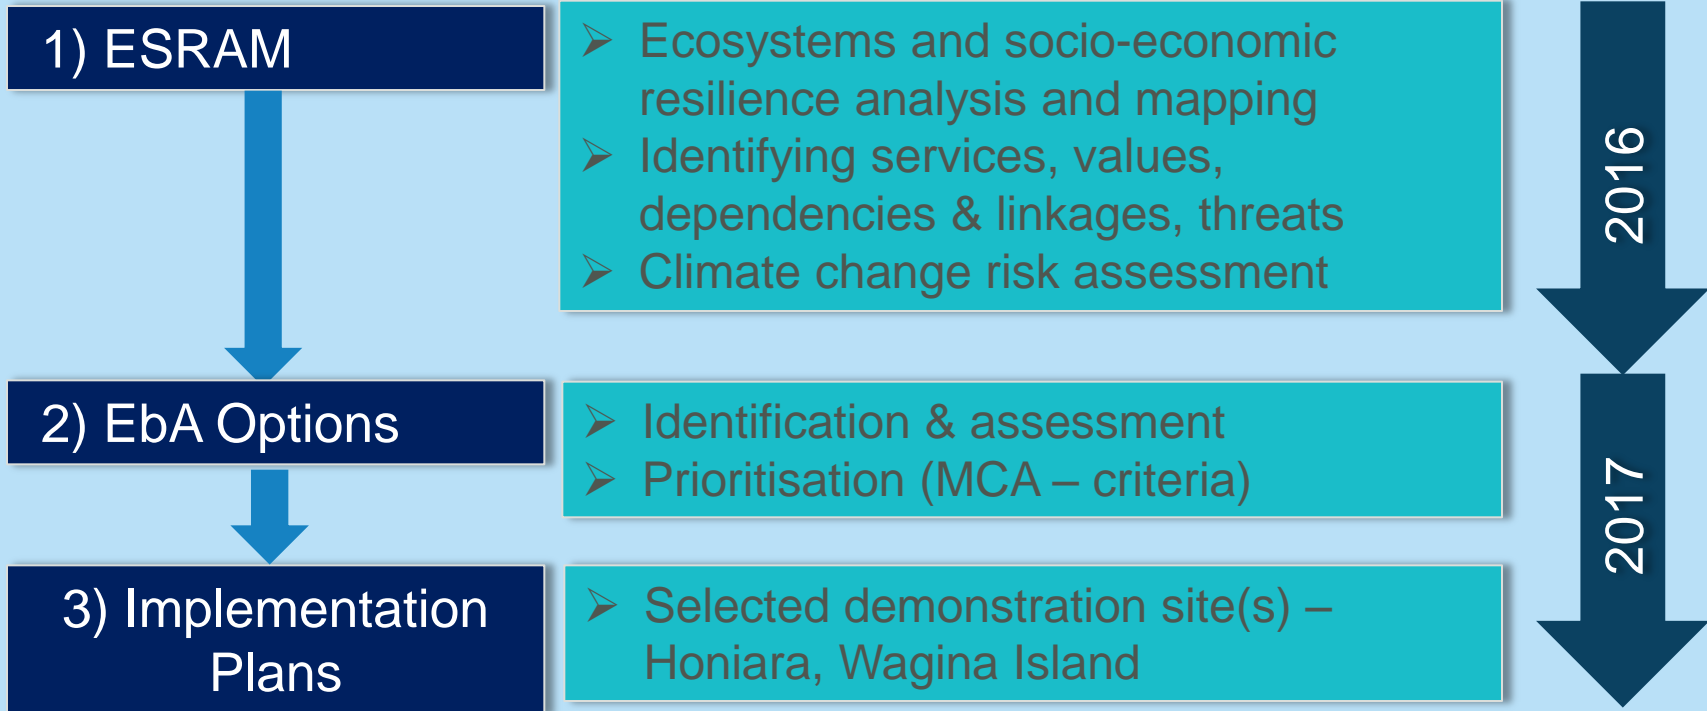 1) ESRAM
➢ Ecosystems and socio-economic
resilience analysis and mapping
➢ Identifying services, values,
dependencies & linkages, threats
➢ Climate change risk assessment
2016
2) EbA Options
➢ Identification & assessment
➢ Prioritisation (MCA – criteria)
2017
3) Implementation
Plans
➢ Selected demonstration site(s) –
Honiara, Wagina Island